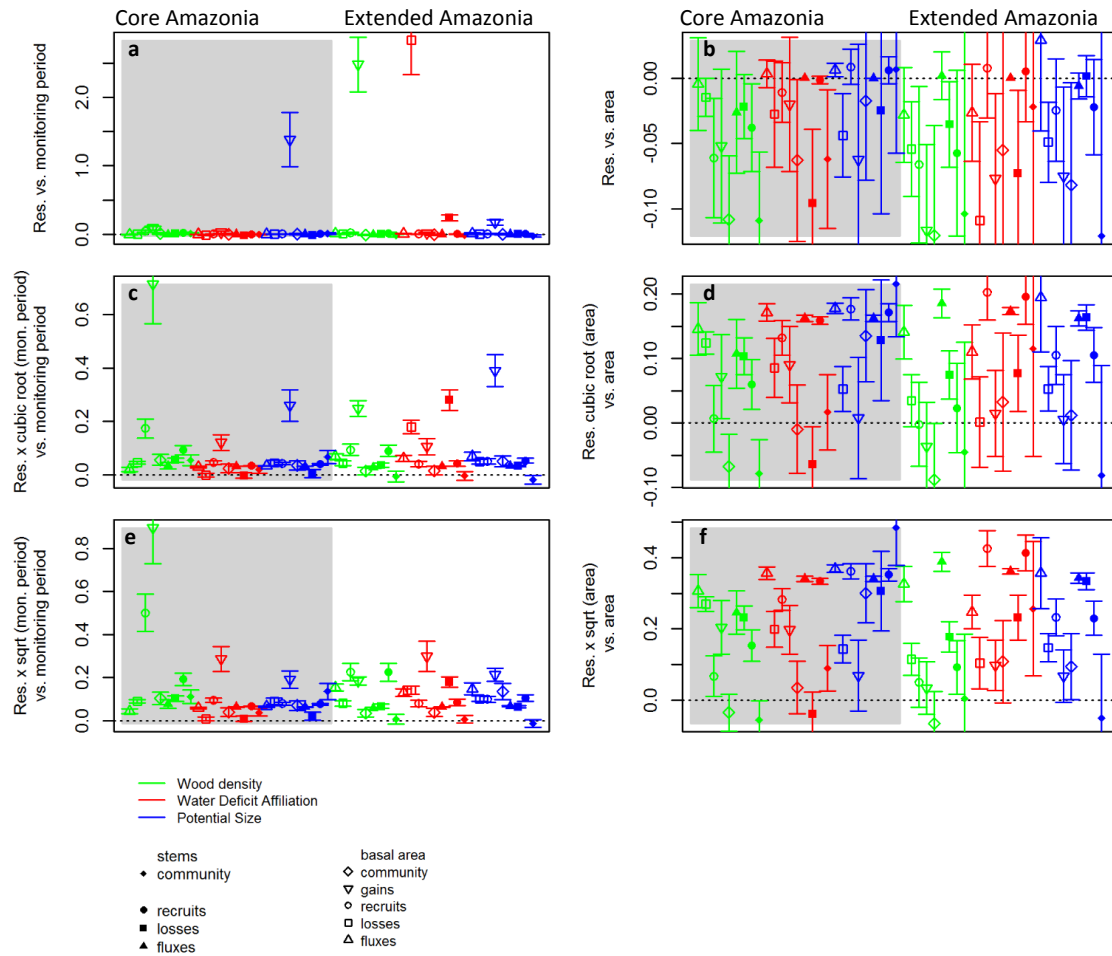 Core Amazonia Extended Amazonia
a
Res. vs. monitoring period
0.0 1.0 2.0
Core Amazonia Extended Amazonia
b
Res. vs. area
-0.10 -0.05 0.00
c
Res. x cubic root (mon. period)
vs. monitoring period
0.0 0.2 0.4 0.6
d
Res. x cubic root (area)
vs. area
-0.10 0.00 0.10 0.20
e
Res. x sqrt (mon. period)
vs. monitoring period
0.0 0.2 0.4 0.6 0.8
f
Res. x sqrt (area)
vs. area
0.0 0.2 0.4
Wood density
Water Deficit Affiliation
Potential Size
stems
community
recruits
losses
fluxes
basal area
community
gains
recruits
losses
fluxes